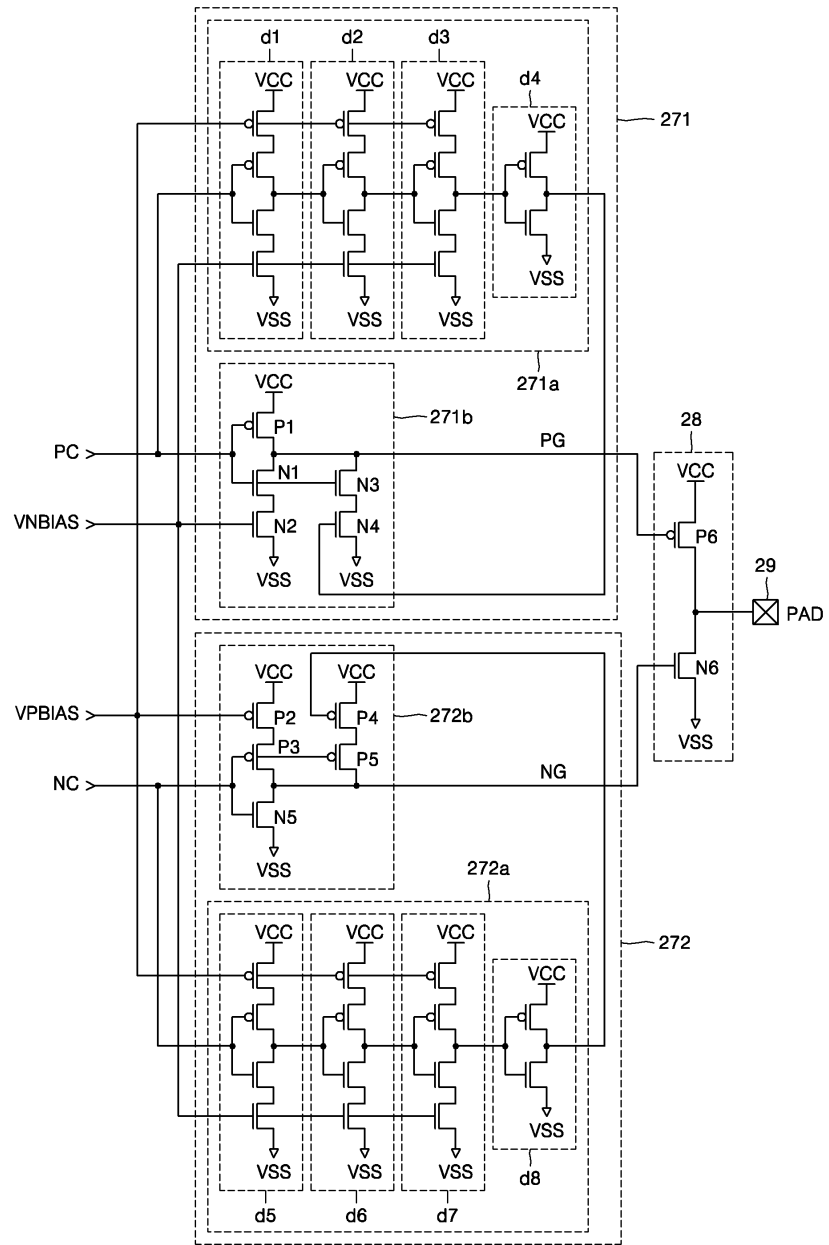 d1 d2 d3
VCC VCC VCC
d4
VCC
271
VSS
VSS VSS VSS
271a
VCC
271b
P1
PC
PG
28
N1 N3
VCC
VNBIAS
N2 N4
P6
VSS VSS
29
PAD
N6
VCC VCC
VPBIAS
P2 P4
272b
VSS
P3 P5
NC
NG
N5
VSS
272a
VCC VCC VCC
272
VCC
VSS
VSS VSS VSS
d8
d5 d6 d7